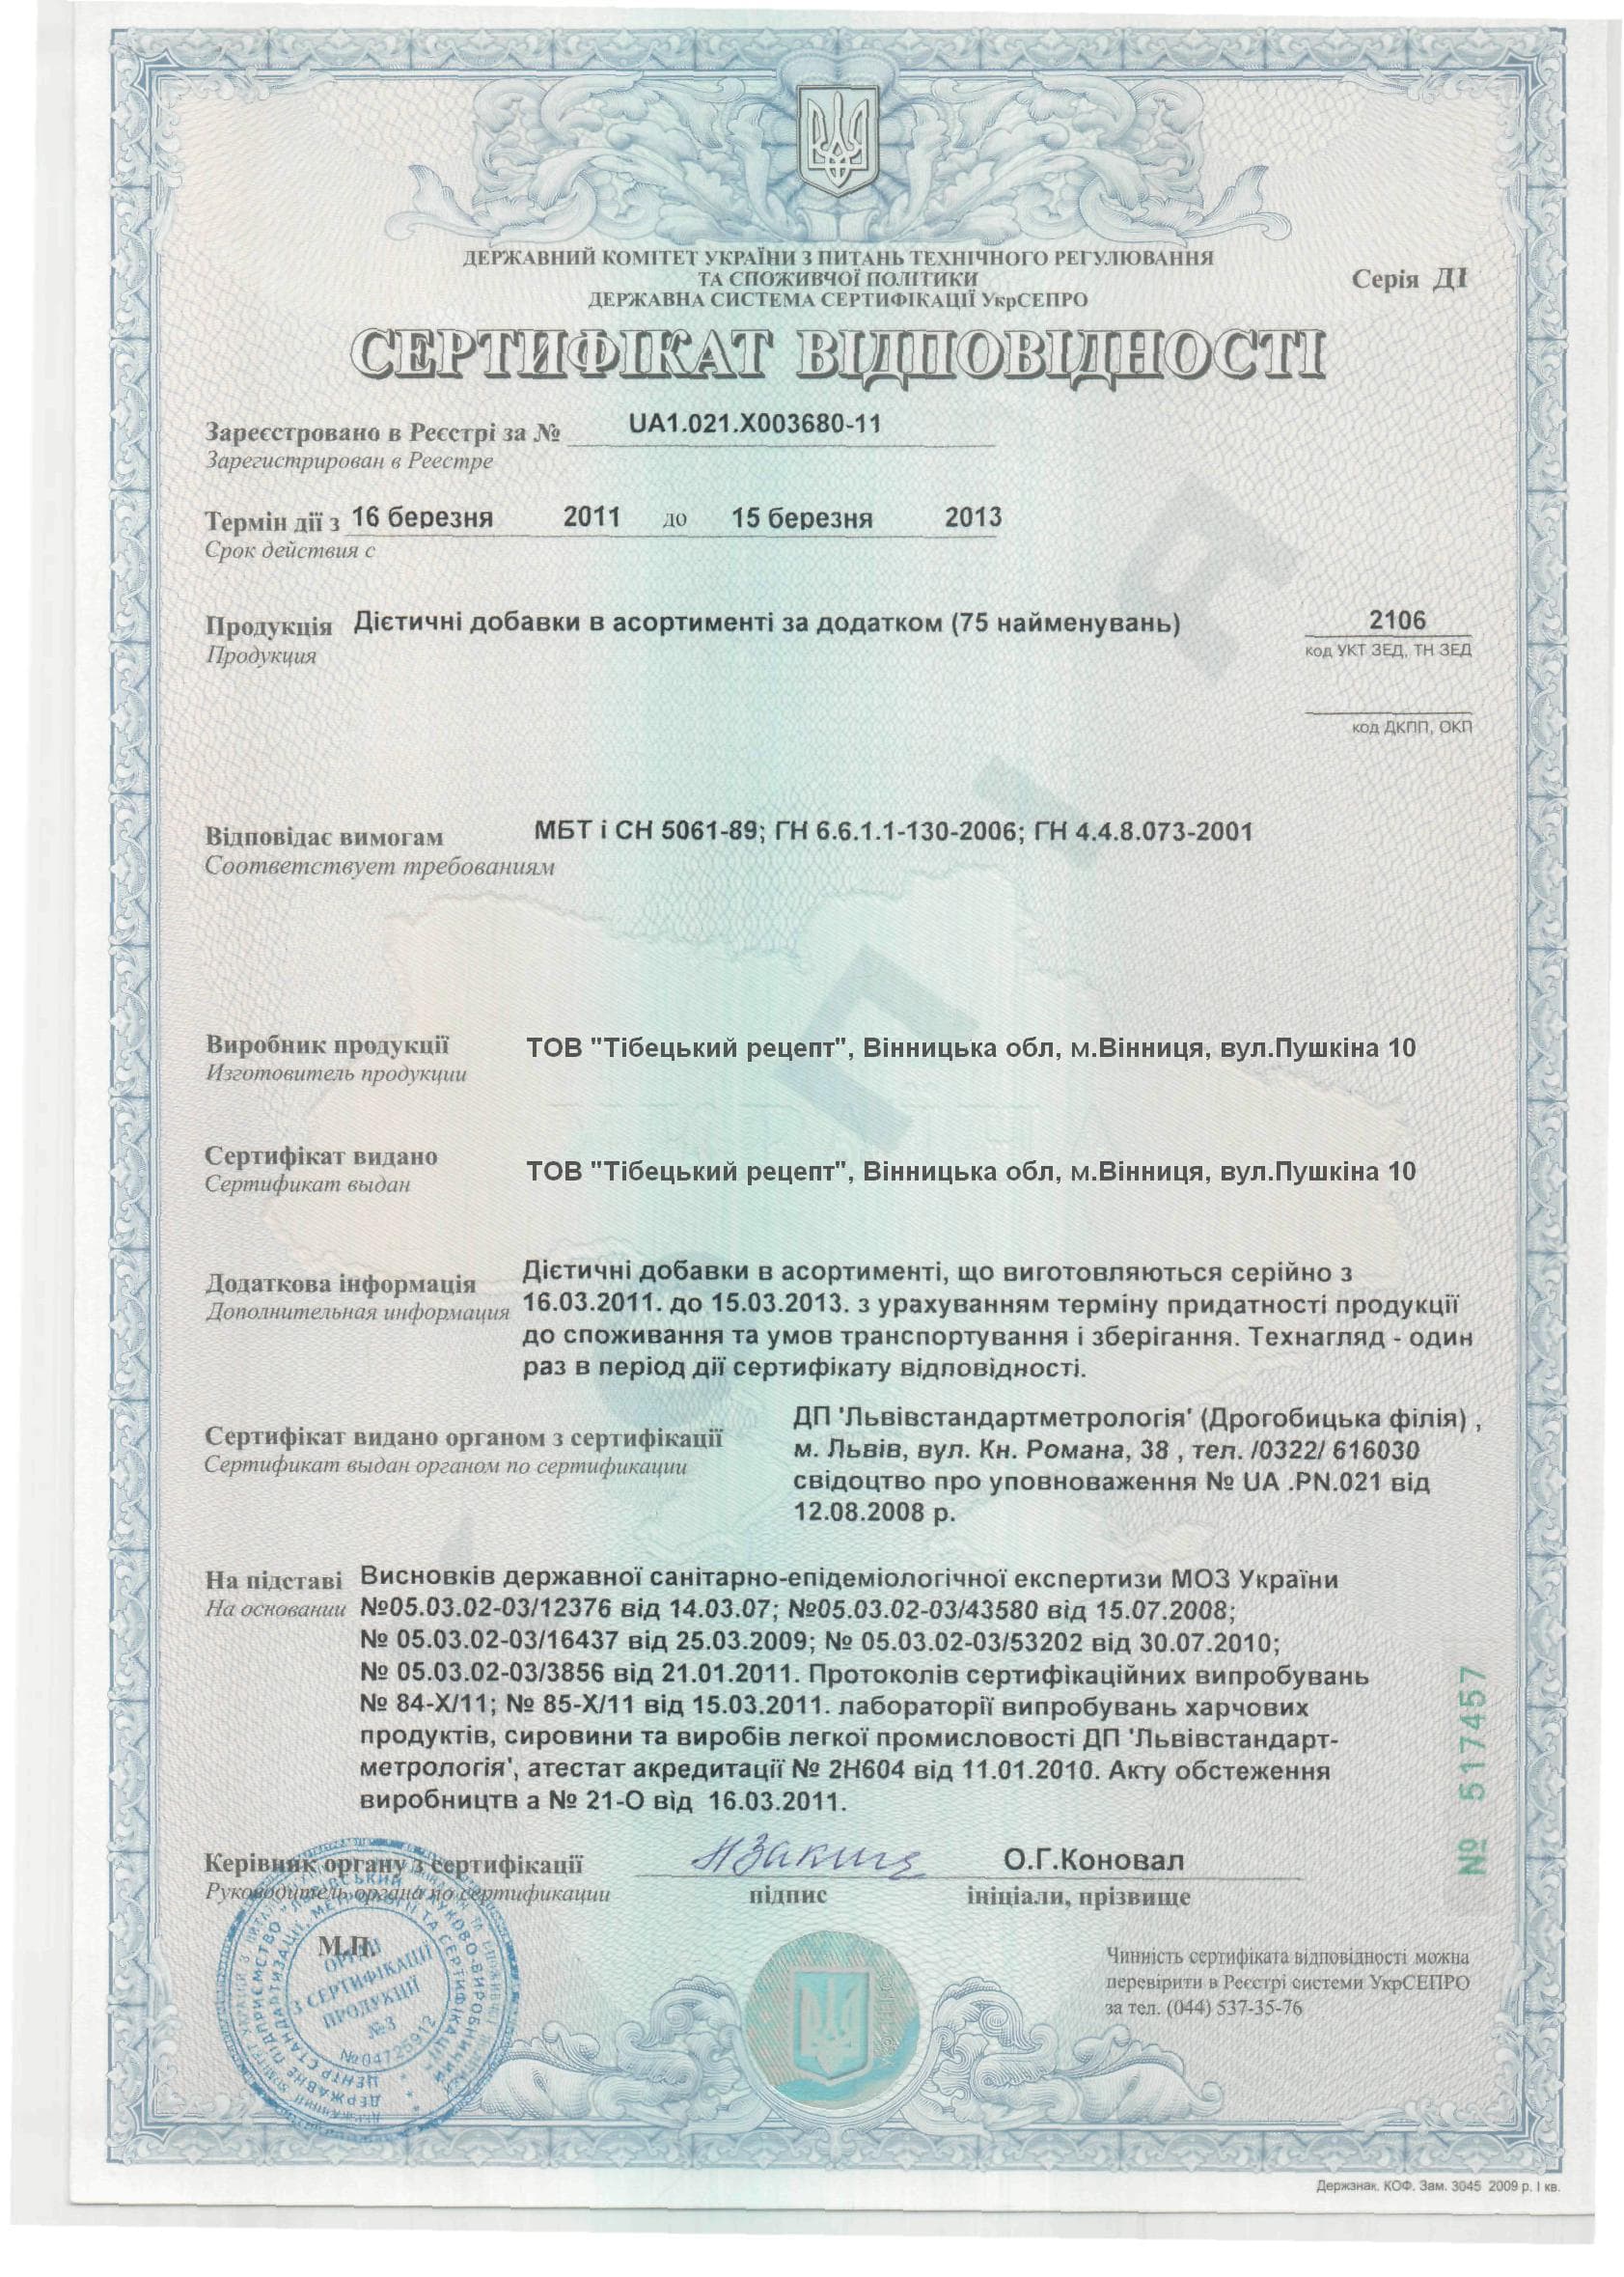 ДЕРЖАВНИЙ КОМІТЕТ УКРАЇНИ З ПИТАНЬ ТЕХНІЧНОГО РЕГУЛЮВАННЯ
ТА СПОЖИВЧОЇ ПОЛІТИКИ
ДЕРЖАВНА СИСТЕМА СЕРТИФІКАЦІЇ УкрСЕПРО
Серія ДІ
СЕРТИФІКАТ ВІДПОВІДНОСТІ
Зареєстровано в Реєстрі за № UA1.021.X003680-11
Зарегистрирован в Реестре
Термін дії з 16 березня 2011 до 15 березня 2013
Срок действия с
Продукція Дієтичні добавки в асортименті за додатком (75 найменувань) 2106
Продукция код УКТ ЗЕД, ТН ЗЕД
код ДКПП, ОКП
Відповідає вимогам МБТ і СН 5061-89; ГН 6.6.1.1-130-2006; ГН 4.4.8.073-2001
Соответствует требованиям
Виробник продукції ТОВ "Тібецький рецепт", Вінницька обл, м.Вінниця, вул.Пушкіна 10
Изготовитель продукции
Сертифікат видано ТОВ "Тібецький рецепт", Вінницька обл, м.Вінниця, вул.Пушкіна 10
Сертификат выдан
Додаткова інформація Дієтичні добавки в асортименті, що виготовляються серійно з
Дополнительная информация 16.03.2011. до 15.03.2013. з урахуванням терміну придатності продукції
до споживання та умов транспортування і зберігання. Технагляд - один
раз в період дії сертифікату відповідності.
Сертифікат видано органом з сертифікації ДП 'Львівстандартметрологія' (Дрогобицька філія) ,
Сертификат выдан органом по сертификации м. Львів, вул. Кн. Романа, 38 , тел. /0322/ 616030
свідоцтво про уповноваження № UA .PN.021 від
12.08.2008 р.
На підставі Висновків державної санітарно-епідеміологічної експертизи МОЗ України
На основании №05.03.02-03/12376 від 14.03.07; №05.03.02-03/43580 від 15.07.2008;
№ 05.03.02-03/16437 від 25.03.2009; № 05.03.02-03/53202 від 30.07.2010;
№ 05.03.02-03/3856 від 21.01.2011. Протоколів сертифікаційних випробувань
№ 84-Х/11; № 85-Х/11 від 15.03.2011. лабораторії випробувань харчових
продуктів, сировини та виробів легкої промисловості ДП 'Львівстандарт-
метрологія', атестат акредитації № 2Н604 від 11.01.2010. Акту обстеження
виробництв а № 21-О від 16.03.2011.
№ 517457
Керівник органу з сертифікації О.Г.Коновал
Руководитель органа по сертификации підпис ініціали, прізвище
М.П.
ОРГАН
З СЕРТИФІКАЦІЇ
ПРОДУКЦІЇ
№3
№04725912
Чинність сертифіката відповідності можна
перевірити в Реєстрі системи УкрСЕПРО
за тел. (044) 537-35-76
Держзнак. КОФ. Зам. 3045 2009 р. І кв.